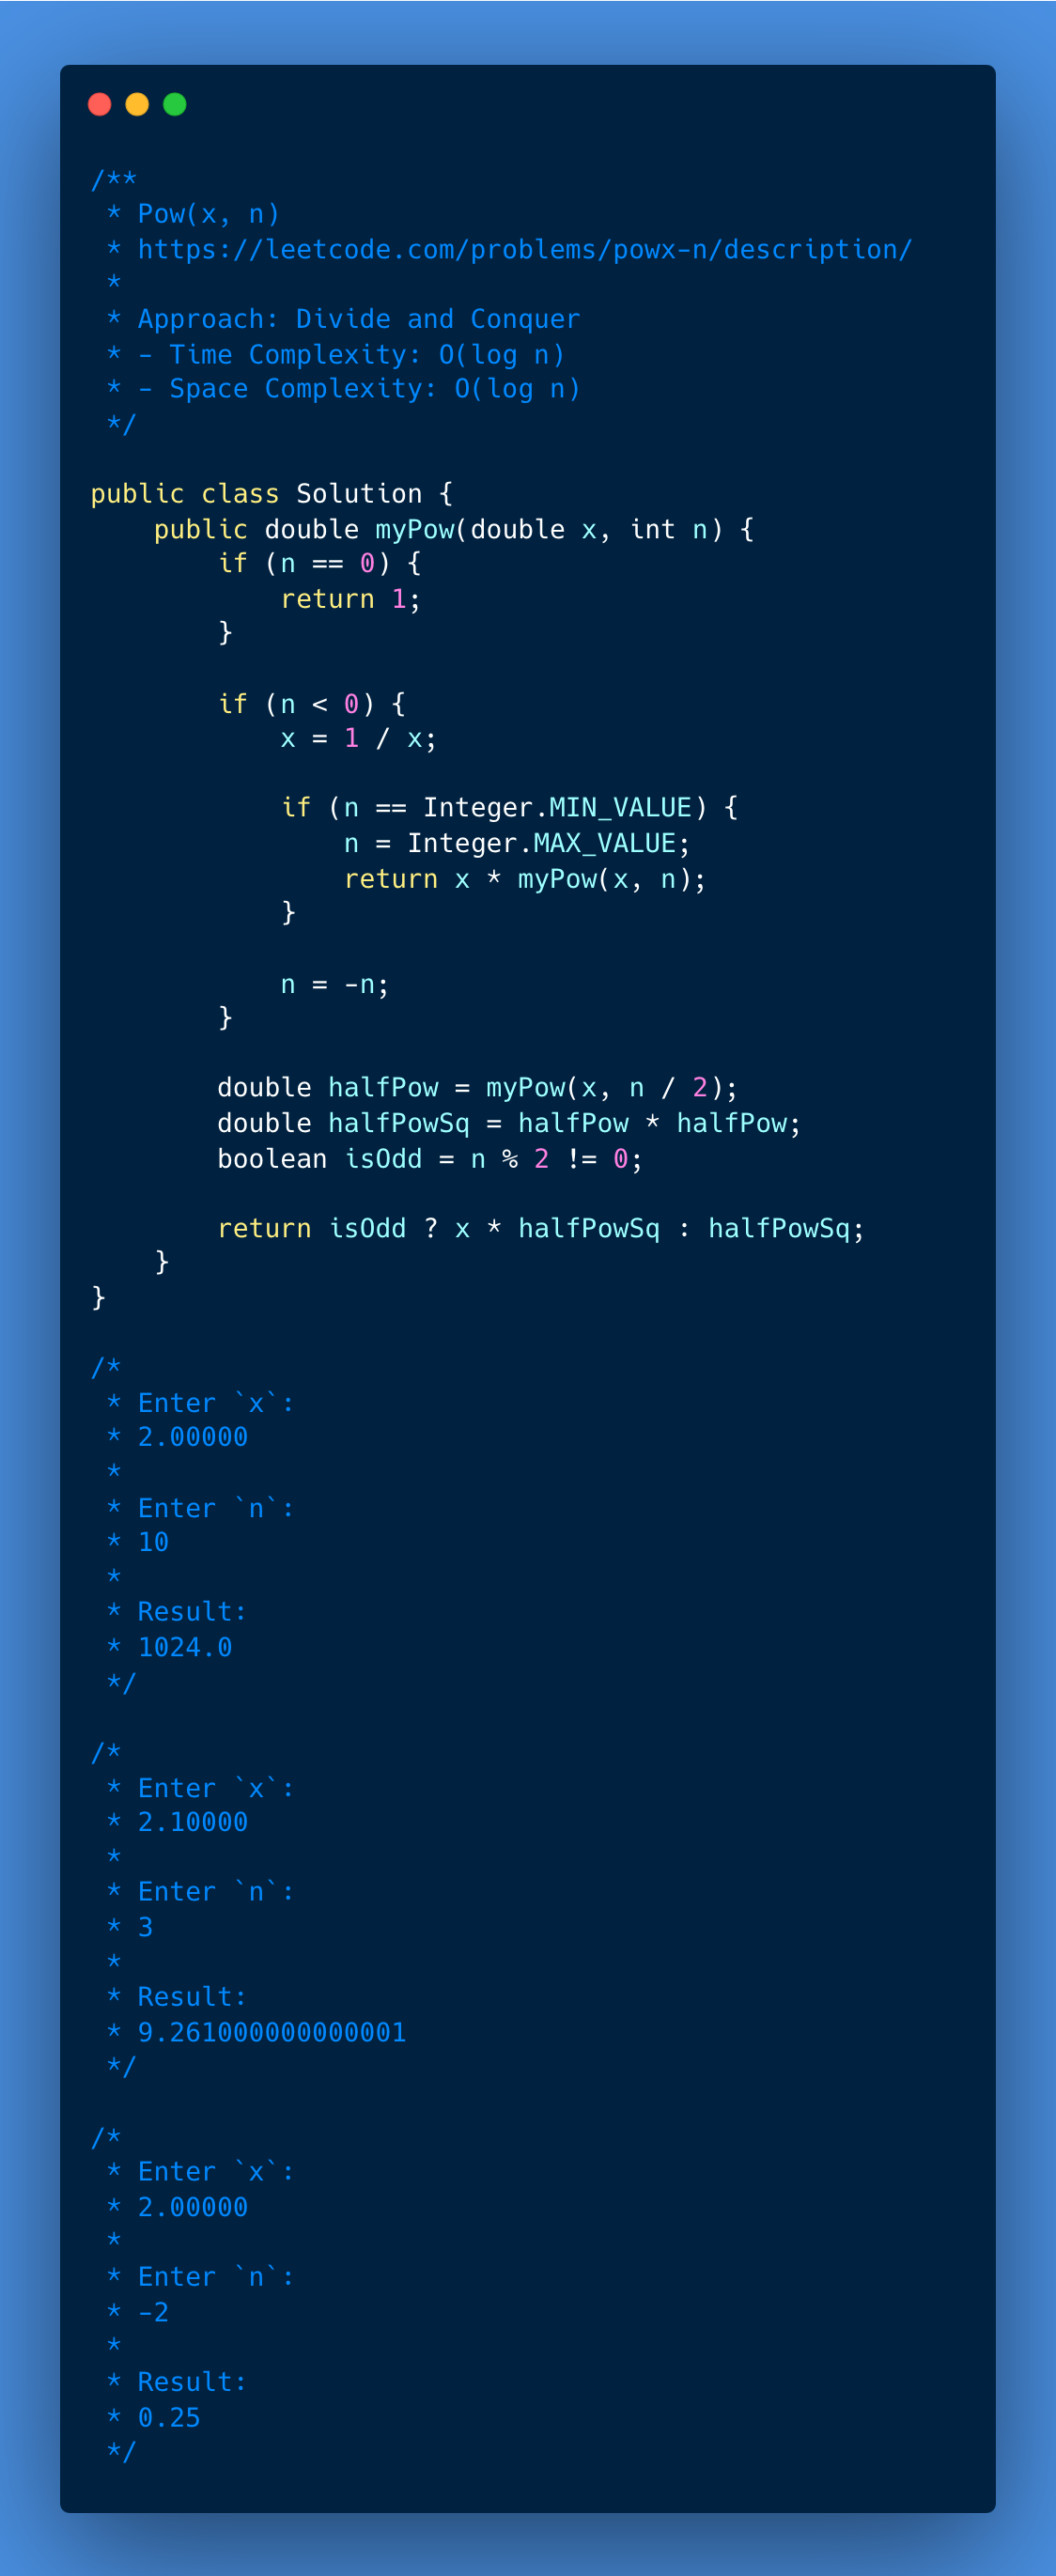 /**
 * Pow(x, n)
 * https://leetcode.com/problems/powx-n/description/
 *
 * Approach: Divide and Conquer
 * - Time Complexity: O(log n)
 * - Space Complexity: O(log n)
 */

public class Solution {
    public double myPow(double x, int n) {
        if (n == 0) {
            return 1;
        }

        if (n < 0) {
            x = 1 / x;

            if (n == Integer.MIN_VALUE) {
                n = Integer.MAX_VALUE;
                return x * myPow(x, n);
            }

            n = -n;
        }

        double halfPow = myPow(x, n / 2);
        double halfPowSq = halfPow * halfPow;
        boolean isOdd = n % 2 != 0;

        return isOdd ? x * halfPowSq : halfPowSq;
    }
}

/*
 * Enter `x`:
 * 2.00000
 *
 * Enter `n`:
 * 10
 *
 * Result:
 * 1024.0
 */

/*
 * Enter `x`:
 * 2.10000
 *
 * Enter `n`:
 * 3
 *
 * Result:
 * 9.261000000000001
 */

/*
 * Enter `x`:
 * 2.00000
 *
 * Enter `n`:
 * -2
 *
 * Result:
 * 0.25
 */